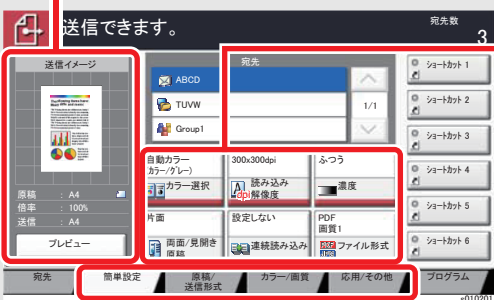 送信できます。
宛先数
3
送信イメージ
原稿 : A4
倍率 : 100%
送信 : A4
プレビュー
宛先
ABCD
TUVW
Group1
1/1
自動カラー
(カラー/グレー)
カラー選択
300x300dpi
dpi
読み込み
解像度
ふつう
濃度
片面
両面/見開き
原稿
設定しない
連続読み込み
PDF
画質1
ファイル形式
ショートカット 1
ショートカット 2
ショートカット 3
ショートカット 4
ショートカット 5
ショートカット 6
宛先
簡単設定
原稿/
送信形式
カラー/画質
応用/その他
プログラム